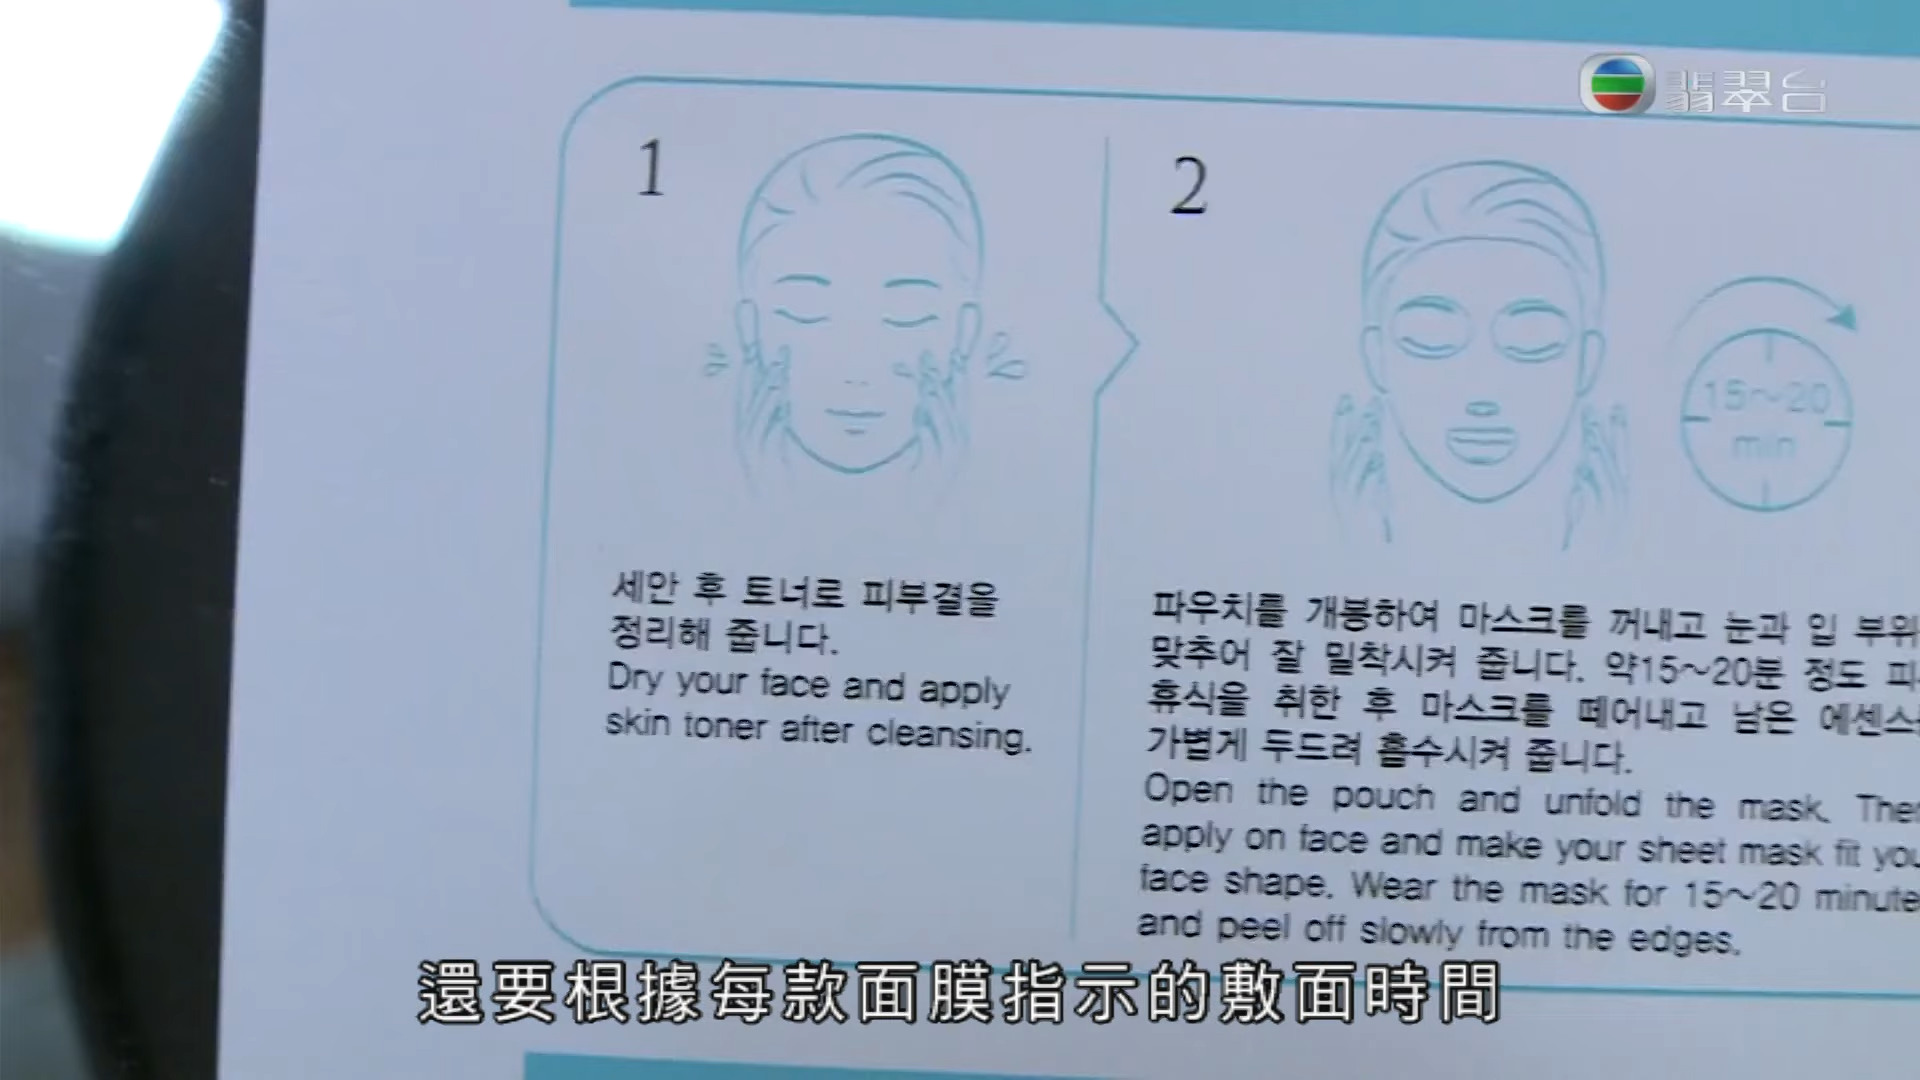 翡翠台
1
2
15~20
min
세안 후 토너로 피부결을
정리해 줍니다.
Dry your face and apply
skin toner after cleansing.
파우치를 개봉하여 마스크를 꺼내고 눈과 입 부위
맞추어 잘 밀착시켜 줍니다. 약15~20분 정도
휴식을 취한 후 마스크를 떼어내고 남은 에센스
가볍게 두드려 흡수시켜 줍니다.
Open the pouch and unfold the mask. The
apply on face and make your sheet mask fit you
face shape. Wear the mask for 15~20 minute
and peel off slowly from the edges.
還要根據每款面膜指示的敷面時間